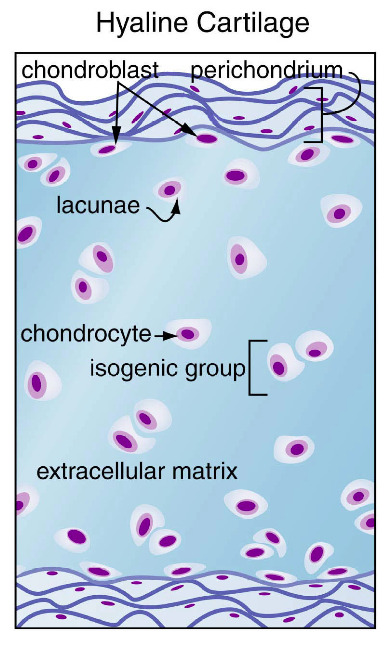 Hyaline Cartilage
chondroblast perichondrium
lacunae
chondrocyte
isogenic group
extracellular matrix